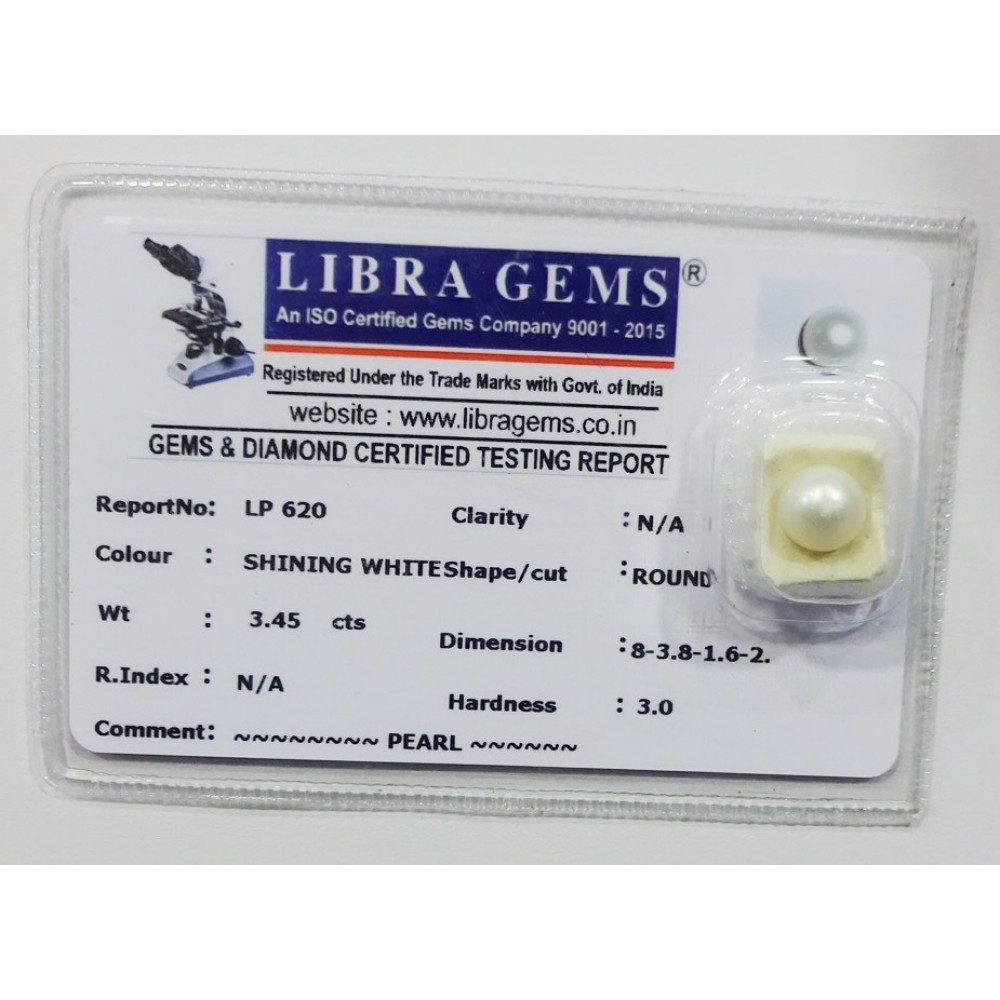 LIBRA GEMS ®
An ISO Certified Gems Company 9001 - 2015
Registered Under the Trade Marks with Govt. of India
website : www.libragems.co.in
GEMS & DIAMOND CERTIFIED TESTING REPORT
ReportNo: LP 620 Clarity : N/A
Colour : SHINING WHITE Shape/cut : ROUND
Wt : 3.45 cts Dimension : 8-3.8-1.6-2.
R.Index : N/A Hardness : 3.0
Comment: ~~~~~~~~ PEARL ~~~~~~